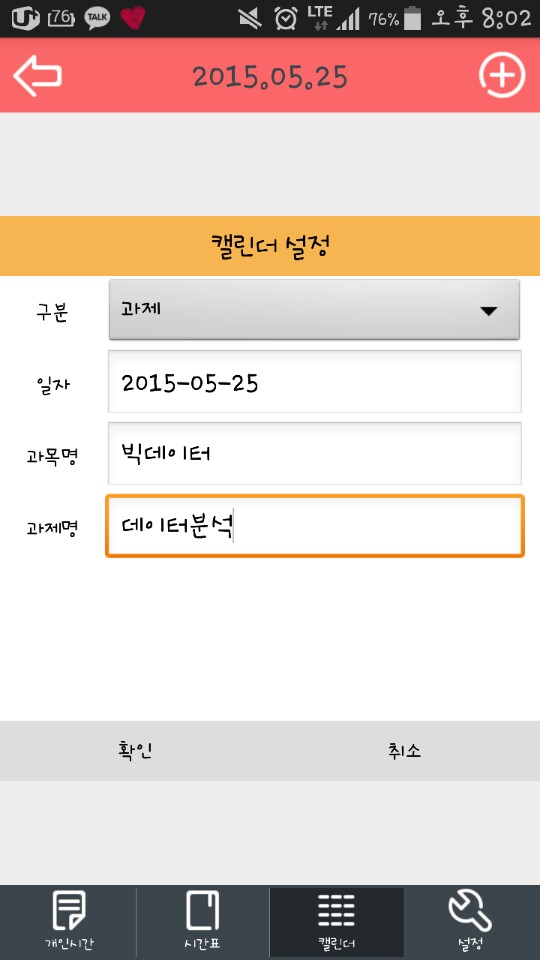 76 TALK LTE 76% 오후 8:02
2015.05.25
캘린더 설정
구분 과제
일자 2015-05-25
과목명 빅데이터
과제명 데이터분석
확인 취소
개인시간 시간표 캘린더 설정